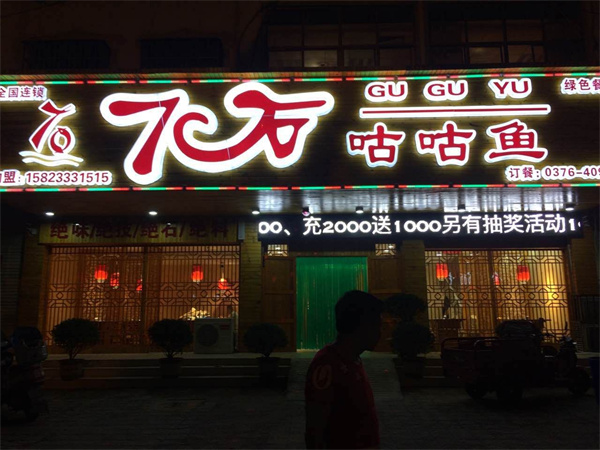 全国连锁
盟: 15823331515
石
GU GU YU
咕咕鱼
绿色餐
订餐: 0376-409
绝味/绝技/绝石/绝料
00、充2000送1000另有抽奖活动1